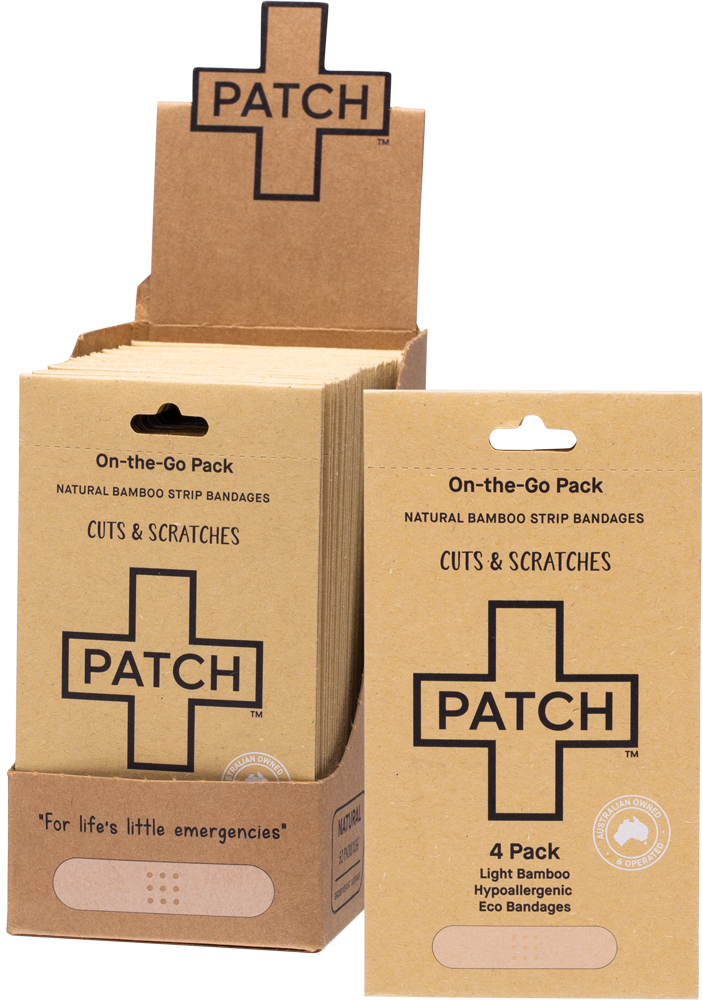 PATCH
TM
On-the-Go Pack
NATURAL BAMBOO STRIP BANDAGES
CUTS & SCRATCHES
PATCH
TM
AUSTRALIAN OWNED
"For life's little emergencies"
NATURAL
On-the-Go Pack
NATURAL BAMBOO STRIP BANDAGES
CUTS & SCRATCHES
PATCH
TM
AUSTRALIAN OWNED
& OPERATED
4 Pack
Light Bamboo
Hypoallergenic
Eco Bandages